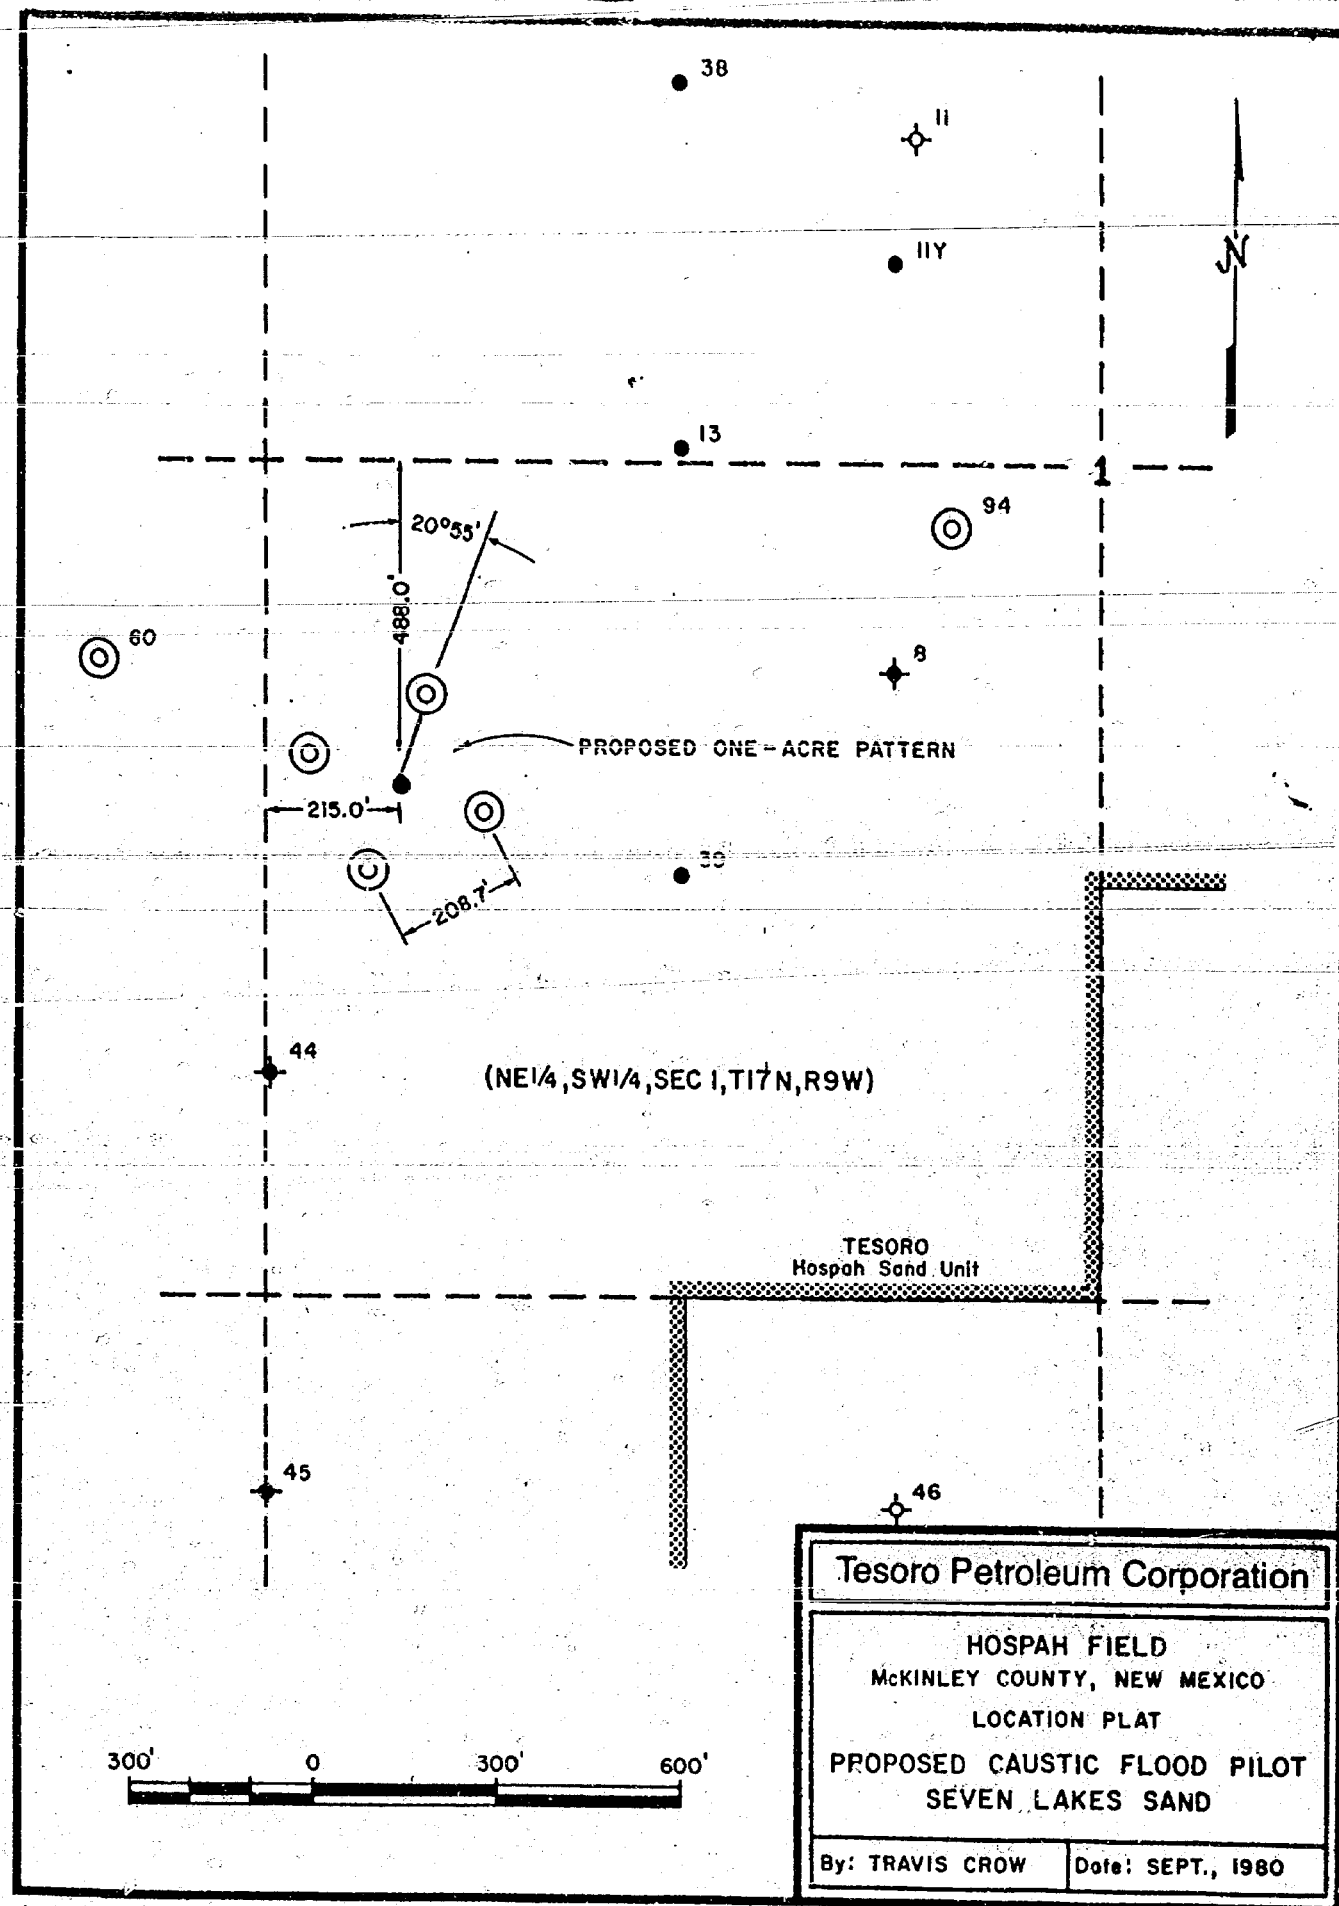 38
11
11Y
N
13
1
94
20°55'
488.0'
60
8
PROPOSED ONE-ACRE PATTERN
215.0'
39
208.7'
44
(NE1/4,SW1/4,SEC 1,T17N,R9W)
TESORO
Hospah Sand Unit
45
46
300' 0 300' 600'
Tesoro Petroleum Corporation
HOSPAH FIELD
McKINLEY COUNTY, NEW MEXICO
LOCATION PLAT
PROPOSED CAUSTIC FLOOD PILOT
SEVEN LAKES SAND
By: TRAVIS CROW
Date: SEPT., 1980